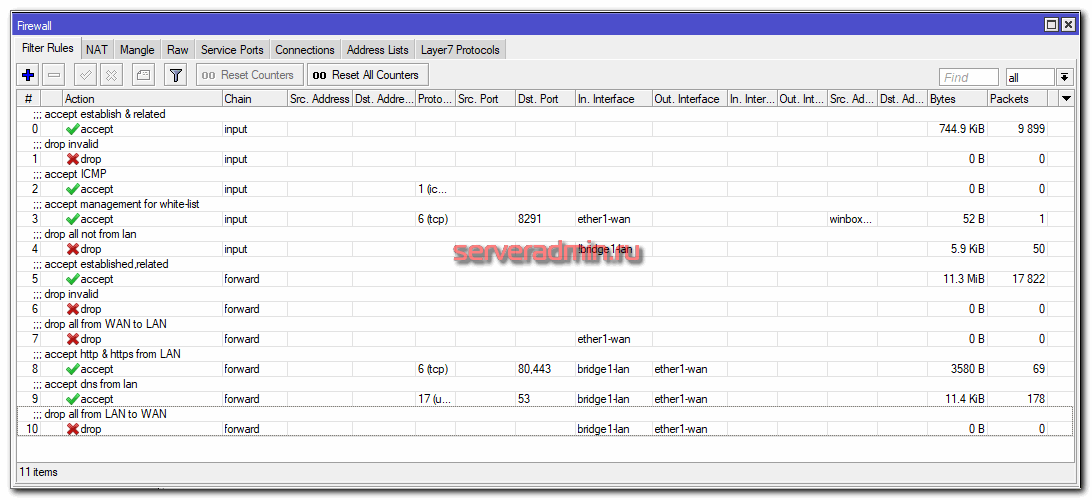 Firewall
Filter Rules NAT Mangle Raw Service Ports Connections Address Lists Layer7 Protocols
00 Reset Counters 00 Reset All Counters Find all
# Action Chain Src. Address Dst. Addre... Proto... Src. Port Dst. Port In. Interface Out. Interface In. Inter... Out. Int... Src. Ad... Dst. Ad... Bytes Packets
;;; accept establish & related
0 accept input 744.9 KiB 9 899
;;; drop invalid
1 drop input 0 B 0
;;; accept ICMP
2 accept input 1 (ic... 0 B 0
;;; accept management for white-list
3 accept input 6 (tcp) 8291 ether1-wan winbox... 52 B 1
;;; drop all not from lan
4 drop input !bridge1-lan 5.9 KiB 50
serveradmin.ru
;;; accept established,related
5 accept forward 11.3 MiB 17 822
;;; drop invalid
6 drop forward 0 B 0
;;; drop all from WAN to LAN
7 drop forward ether1-wan 0 B 0
;;; accept http & https from LAN
8 accept forward 6 (tcp) 80,443 bridge1-lan ether1-wan 3580 B 69
;;; accept dns from lan
9 accept forward 17 (u... 53 bridge1-lan ether1-wan 11.4 KiB 178
;;; drop all from LAN to WAN
10 drop forward bridge1-lan ether1-wan 0 B 0
11 items